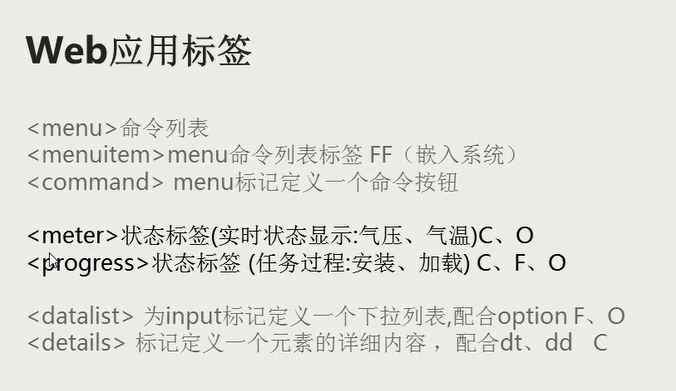 Web应用标签
<menu>命令列表
<menuitem>menu命令列表标签 FF（嵌入系统）
<command> menu标记定义一个命令按钮
<meter>状态标签(实时状态显示:气压、气温)C、O
<progress>状态标签 (任务过程:安装、加载) C、F、O
<datalist> 为input标记定义一个下拉列表,配合option F、O
<details> 标记定义一个元素的详细内容 ，配合dt、dd C